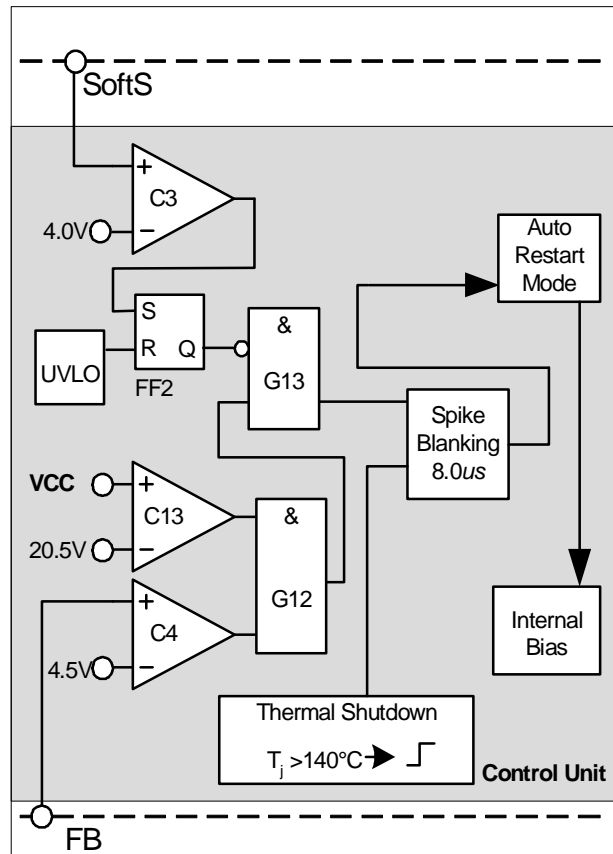 SoftS
+
C3
4.0V
−
Auto
Restart
Mode
S
R Q
&
G13
UVLO
FF2
Spike
Blanking
8.0us
VCC
+
C13
20.5V
−
&
G12
+
C4
4.5V
−
Internal
Bias
Thermal Shutdown
Tj >140°C
Control Unit
FB